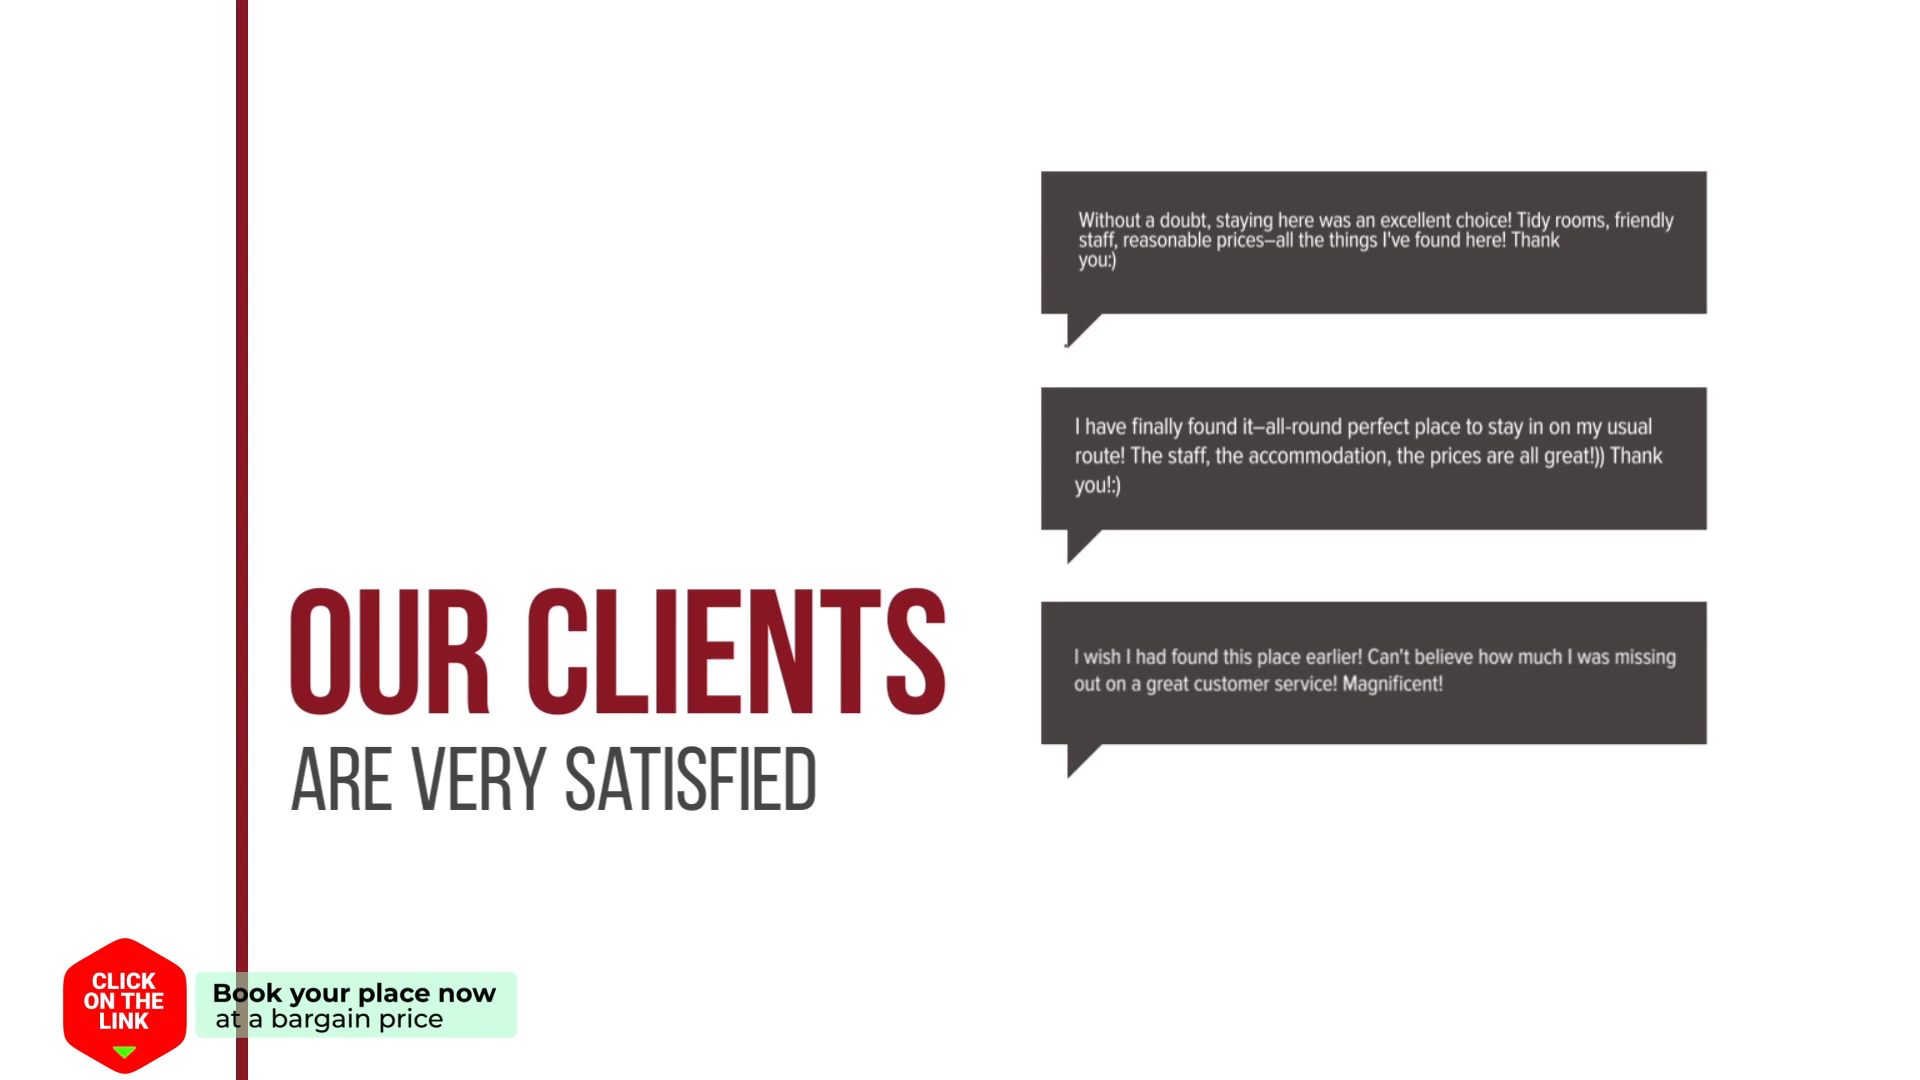 Without a doubt, staying here was an excellent choice! Tidy rooms, friendly
staff, reasonable prices–all the things I've found here! Thank
you:)
I have finally found it–all-round perfect place to stay in on my usual
route! The staff, the accommodation, the prices are all great!)) Thank
you!:)
I wish I had found this place earlier! Can't believe how much I was missing
out on a great customer service! Magnificent!
OUR CLIENTS
ARE VERY SATISFIED
CLICK
ON THE
LINK
Book your place now
at a bargain price